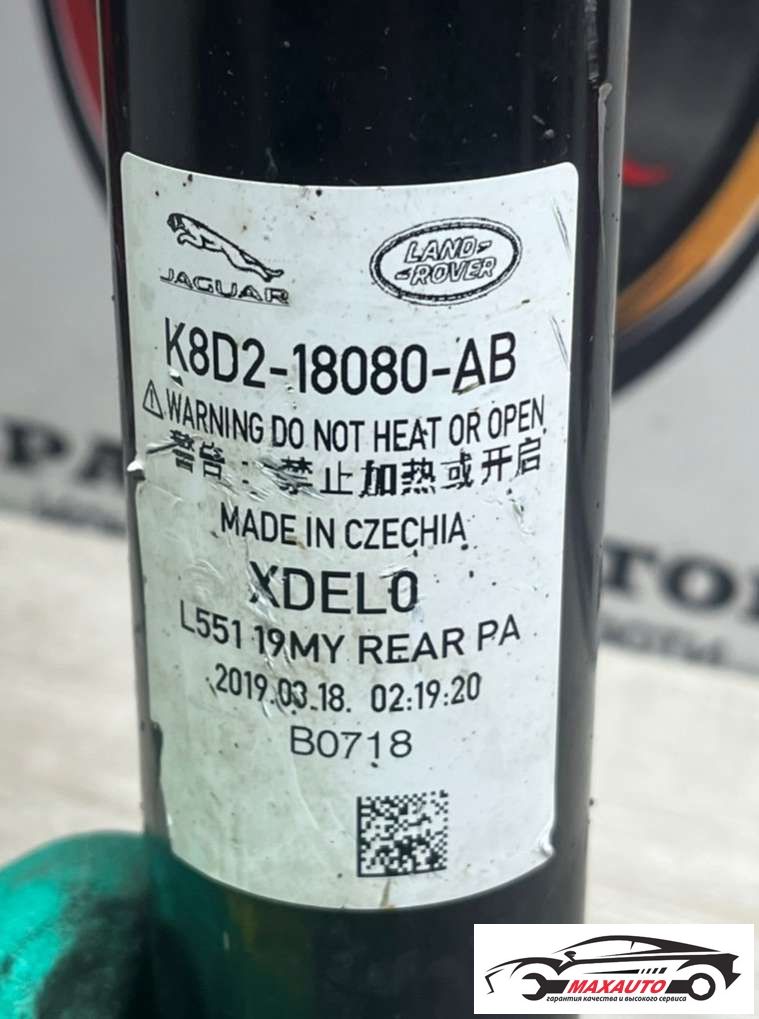 JAGUAR
LAND-
-ROVER
K8D2-18080-AB
⚠WARNING DO NOT HEAT OR OPEN
警告:禁止加热或开启
MADE IN CZECHIA
XDEL0
L551 19MY REAR PA
2019.03.18. 02:19:20
B0718
MAXAUTO
гарантия качества и высокого сервиса